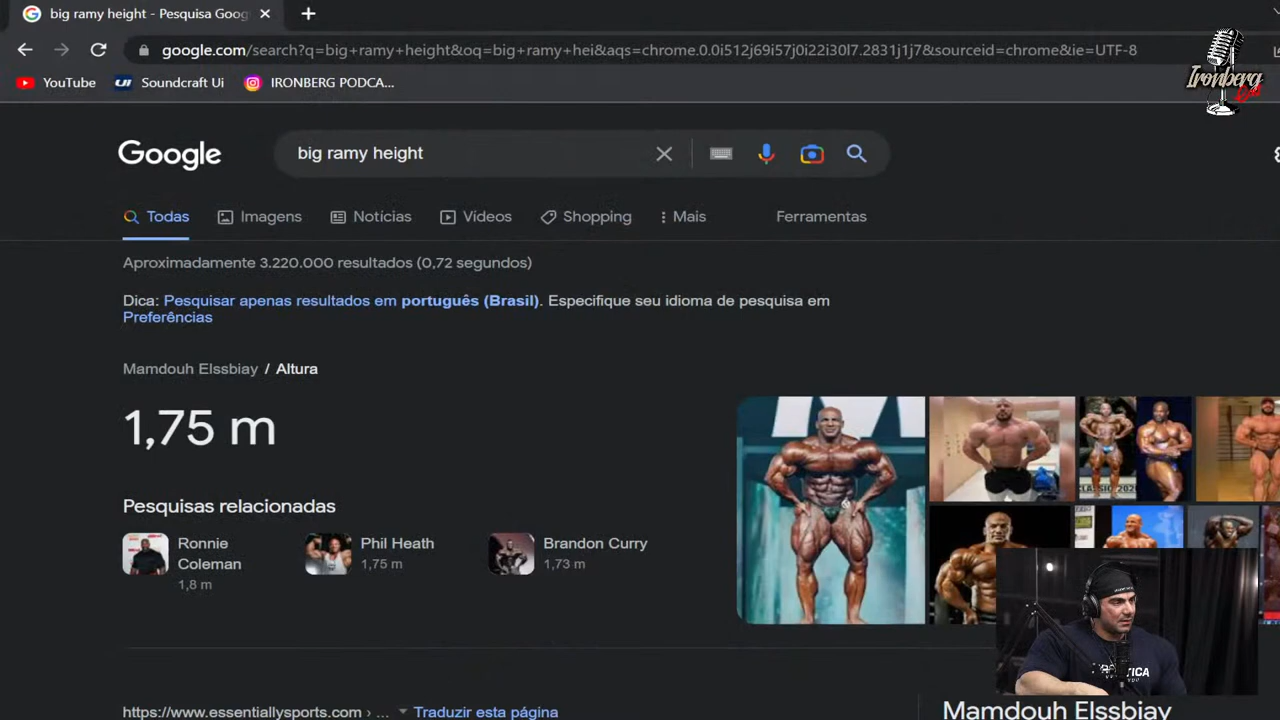 big ramy height - Pesquisa Goog
google.com/search?q=big+ramy+height&oq=big+ramy+hei&aqs=chrome.0.0i512j69i57j0i22i30l7.2831j1j7&sourceid=chrome&ie=UTF-8
YouTube Soundcraft Ui IRONBERG PODCA...
Ironberg
Google big ramy height
Todas Imagens Notícias Vídeos Shopping Mais Ferramentas
Aproximadamente 3.220.000 resultados (0,72 segundos)
Dica: Pesquisar apenas resultados em português (Brasil). Especifique seu idioma de pesquisa em
Preferências
Mamdouh Elssbiay / Altura
1,75 m
Pesquisas relacionadas
Ronnie
Coleman
1,8 m
Phil Heath
1,75 m
Brandon Curry
1,73 m
https://www.essentiallysports.com › ... Traduzir esta página
Mamdouh Elssbiay